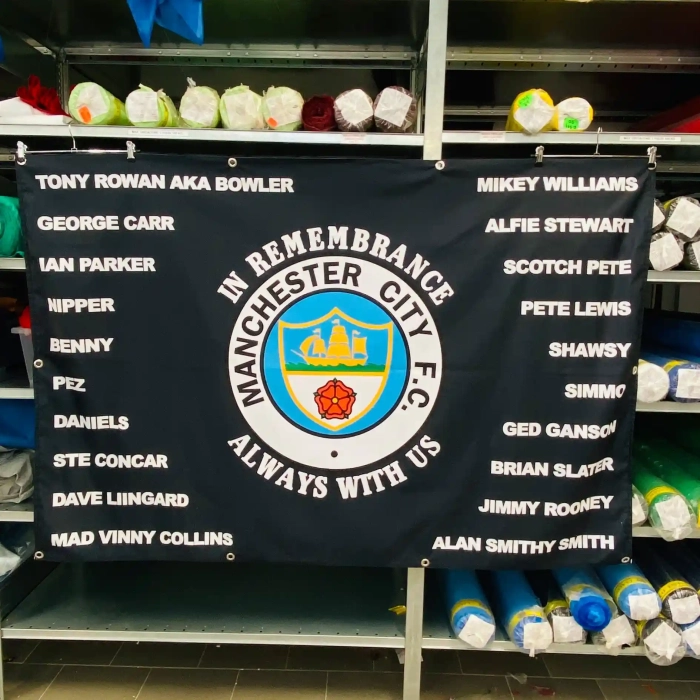 TONY ROWAN AKA BOWLER
GEORGE CARR
IAN PARKER
NIPPER
BENNY
PEZ
DANIELS
STE CONCAR
DAVE LIINGARD
MAD VINNY COLLINS
IN REMEMBRANCE
MANCHESTER CITY F.C.
ALWAYS WITH US
MIKEY WILLIAMS
ALFIE STEWART
SCOTCH PETE
PETE LEWIS
SHAWSY
SIMMO
GED GANSON
BRIAN SLATER
JIMMY ROONEY
ALAN SMITHY SMITH